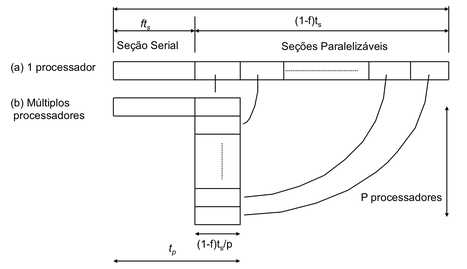 ft_s
(1-f)t_s
Seção Serial
Seções Paralelizáveis
(a) 1 processador
(b) Múltiplos
processadores
P processadores
(1-f)t_s/p
t_p